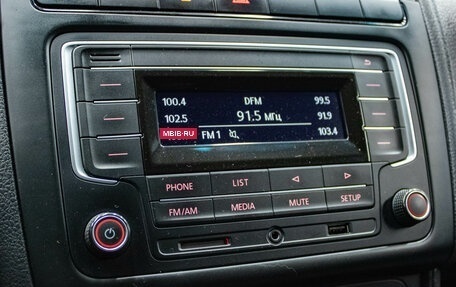 100.4 DFM 99.5
102.5 91.5 МГц 91.9
MEIB·RU FM1 103.4
PHONE LIST
FM/AM MEDIA MUTE SETUP